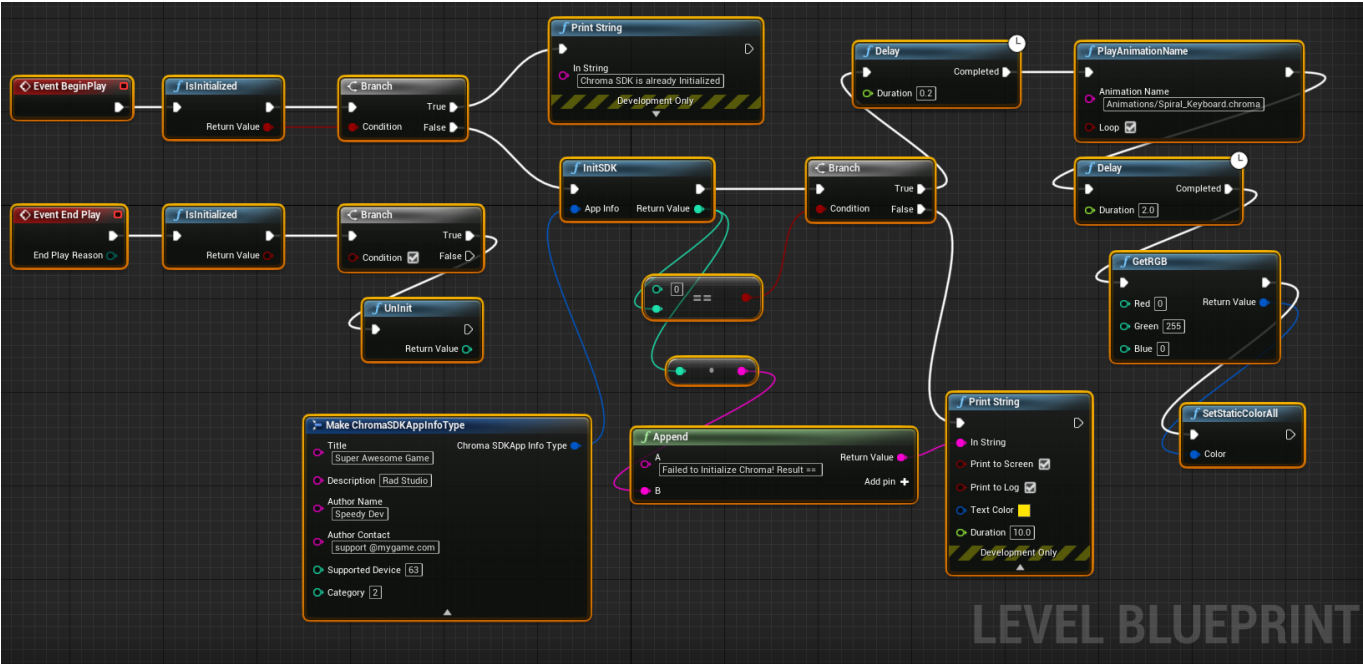 Event BeginPlay
IsInitialized
Return Value
Branch
True
Condition
False
Print String
In String
Chroma SDK is already Initialized
Development Only
Delay
Completed
Duration 0.2
PlayAnimationName
Animation Name
Animations/Spiral_Keyboard.chroma
Loop
Event End Play
End Play Reason
IsInitialized
Return Value
Branch
True
Condition
False
UnInit
Return Value
InitSDK
App Info
Return Value
Branch
True
Condition
False
Delay
Completed
Duration 2.0
0
==
GetRGB
Red 0
Return Value
Green 255
Blue 0
Make ChromaSDKAppInfoType
Title
Chroma SDKApp Info Type
Super Awesome Game
Description Rad Studio
Author Name
Speedy Dev
Author Contact
support @mygame.com
Supported Device 63
Category 2
Append
A
Return Value
Failed to Initialize Chroma! Result ==
Add pin +
B
Print String
In String
Print to Screen
Print to Log
Text Color
Duration 10.0
Development Only
SetStaticColorAll
Color
LEVEL BLUEPRINT